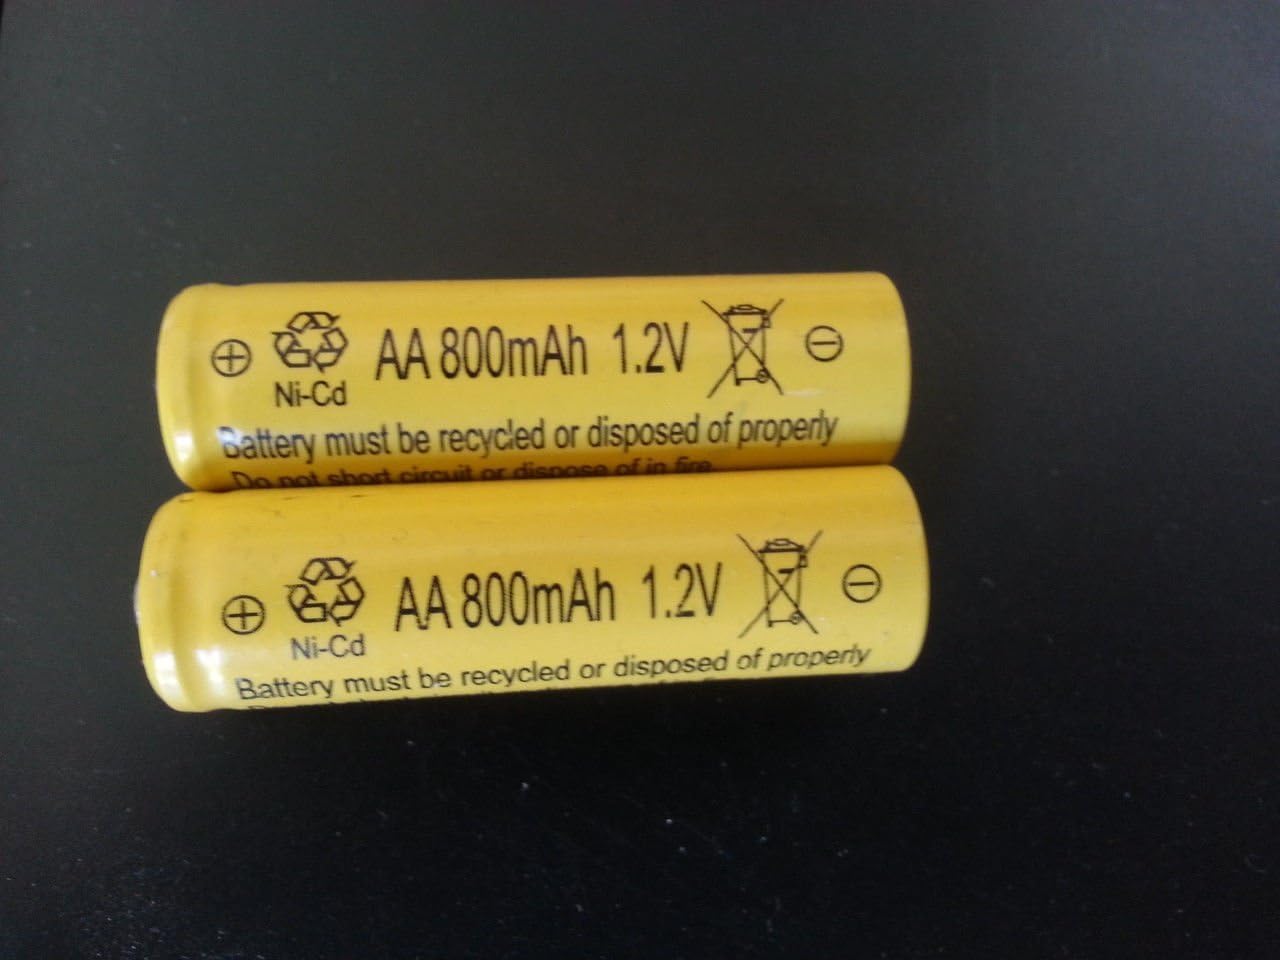 AA 800mAh 1.2V
Ni-Cd
Battery must be recycled or disposed of properly
Do not short circuit or dispose of in fire
AA 800mAh 1.2V
Ni-Cd
Battery must be recycled or disposed of properly